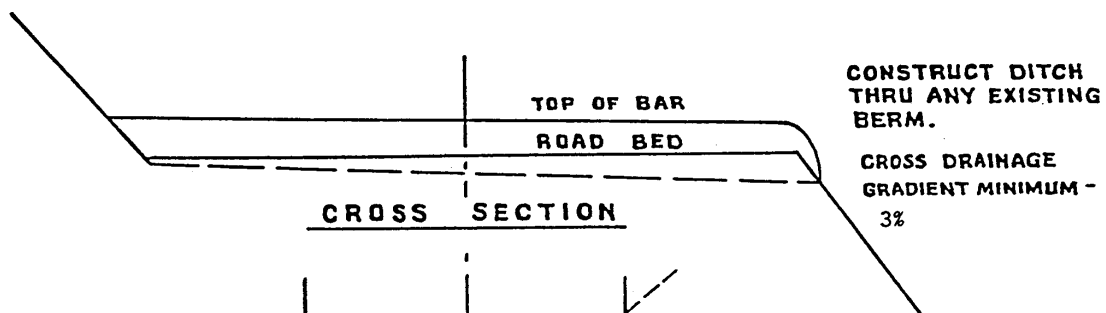 TOP OF BAR
ROAD BED
CROSS SECTION
CONSTRUCT DITCH
THRU ANY EXISTING
BERM.
CROSS DRAINAGE
GRADIENT MINIMUM -
3%